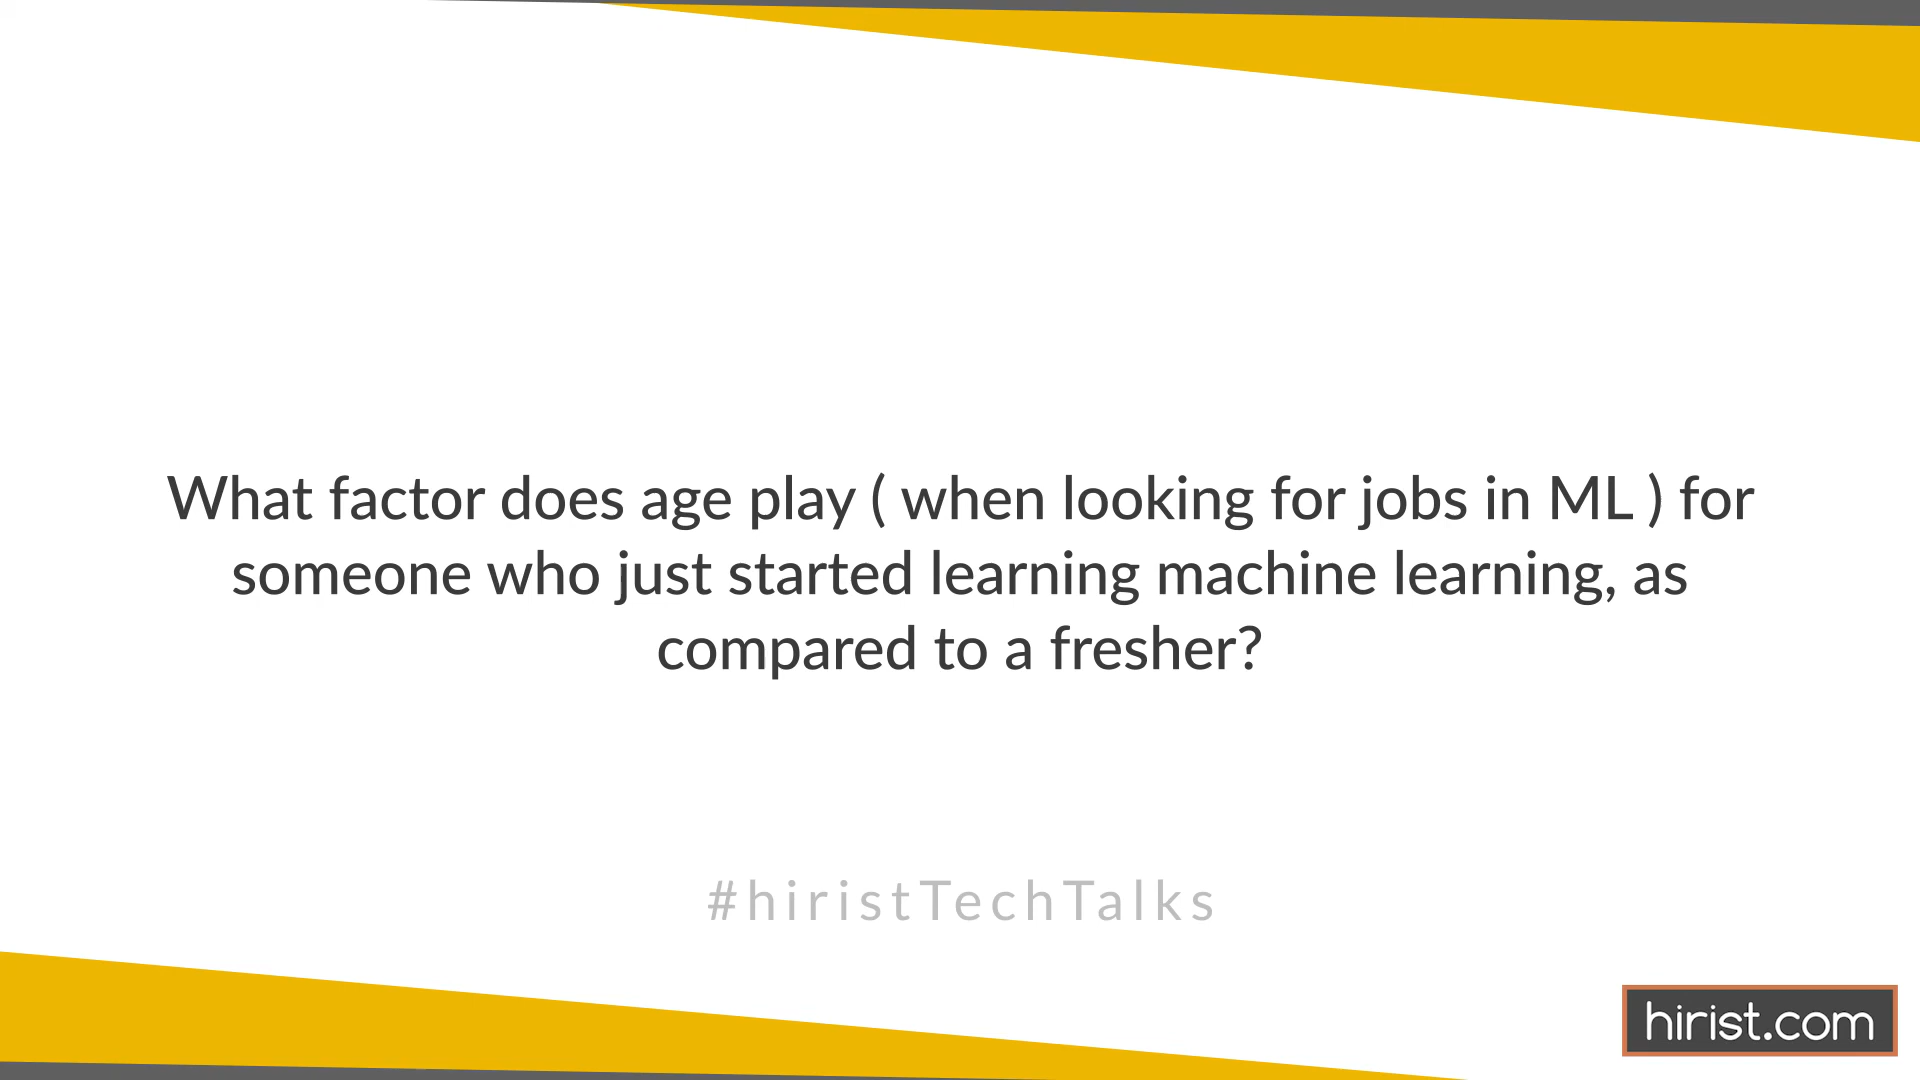 What factor does age play ( when looking for jobs in ML ) for
someone who just started learning machine learning, as
compared to a fresher?
#hiristTechTalks
hirist.com